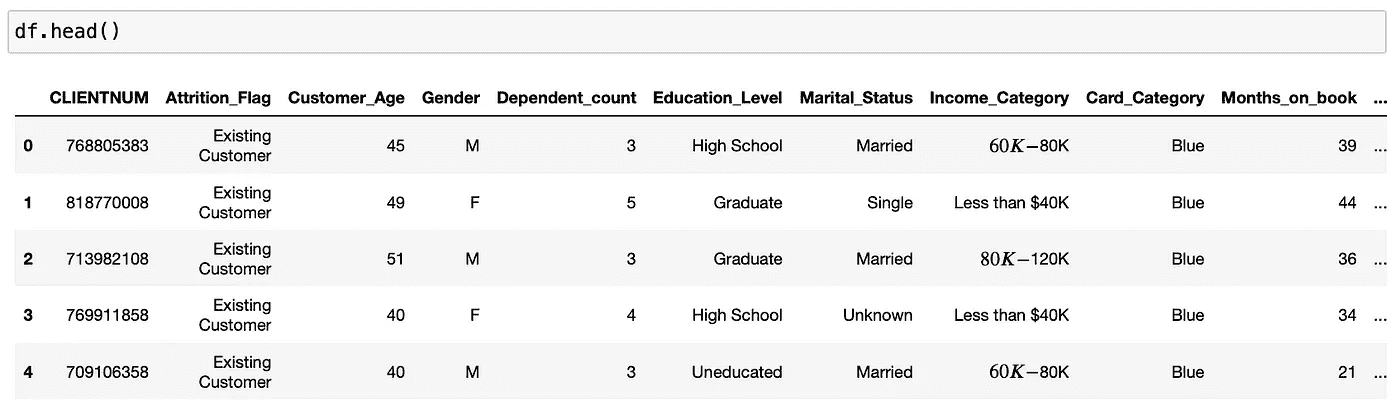 df.head()
CLIENTNUM Attrition_Flag Customer_Age Gender Dependent_count Education_Level Marital_Status Income_Category Card_Category Months_on_book ...
0 768805383 Existing Customer 45 M 3 High School Married 60K−80K Blue 39 ...
1 818770008 Existing Customer 49 F 5 Graduate Single Less than $40K Blue 44 ...
2 713982108 Existing Customer 51 M 3 Graduate Married 80K−120K Blue 36 ...
3 769911858 Existing Customer 40 F 4 High School Unknown Less than $40K Blue 34 ...
4 709106358 Existing Customer 40 M 3 Uneducated Married 60K−80K Blue 21 ...